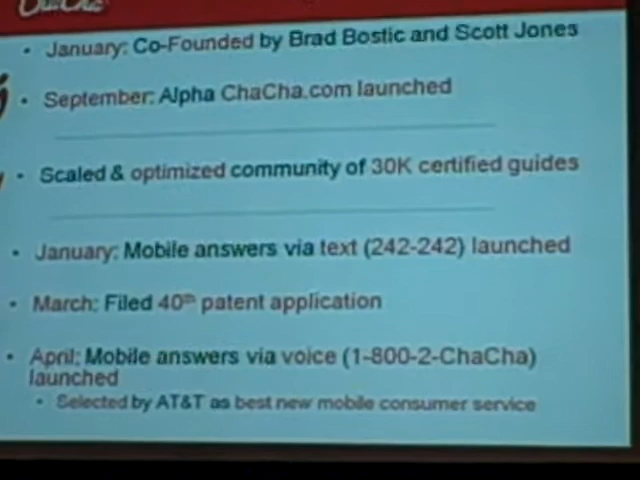 ChaCha
• January: Co-Founded by Brad Bostic and Scott Jones
• September: Alpha ChaCha.com launched
• Scaled & optimized community of 30K certified guides
• January: Mobile answers via text (242-242) launched
• March: Filed 40th patent application
• April: Mobile answers via voice (1-800-2-ChaCha)
launched
• Selected by AT&T as best new mobile consumer service